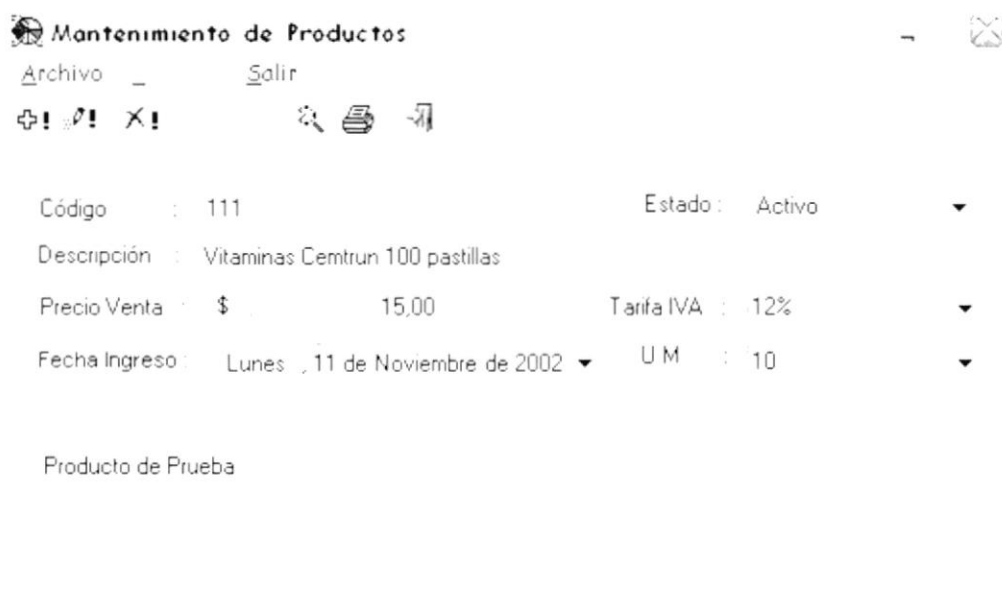 Mantenimiento de Productos
Archivo _ Salir
Código : 111 Estado : Activo
Descripción : Vitaminas Cemtrun 100 pastillas
Precio Venta : $ 15,00 Tarifa IVA : 12%
Fecha Ingreso : Lunes , 11 de Noviembre de 2002 U M : 10
Producto de Prueba